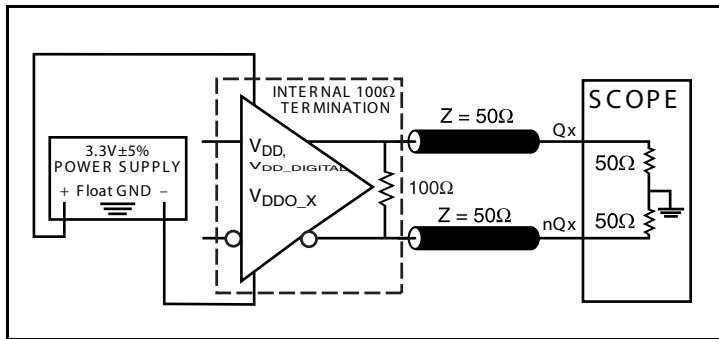 INTERNAL 100Ω
TERMINATION
SCOPE
Z = 50Ω
Qx
3.3V±5%
POWER SUPPLY
+ Float GND –
VDD,
VDD_DIGITAL
VDDO_X
50Ω
100Ω
Z = 50Ω
nQx
50Ω